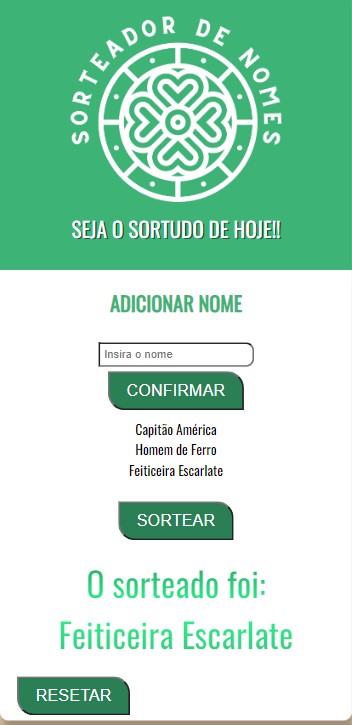 SORTEADOR DE NOMES
SEJA O SORTUDO DE HOJE!!
ADICIONAR NOME
Insira o nome
CONFIRMAR
Capitão América
Homem de Ferro
Feiticeira Escarlate
SORTEAR
O sorteado foi:
Feiticeira Escarlate
RESETAR